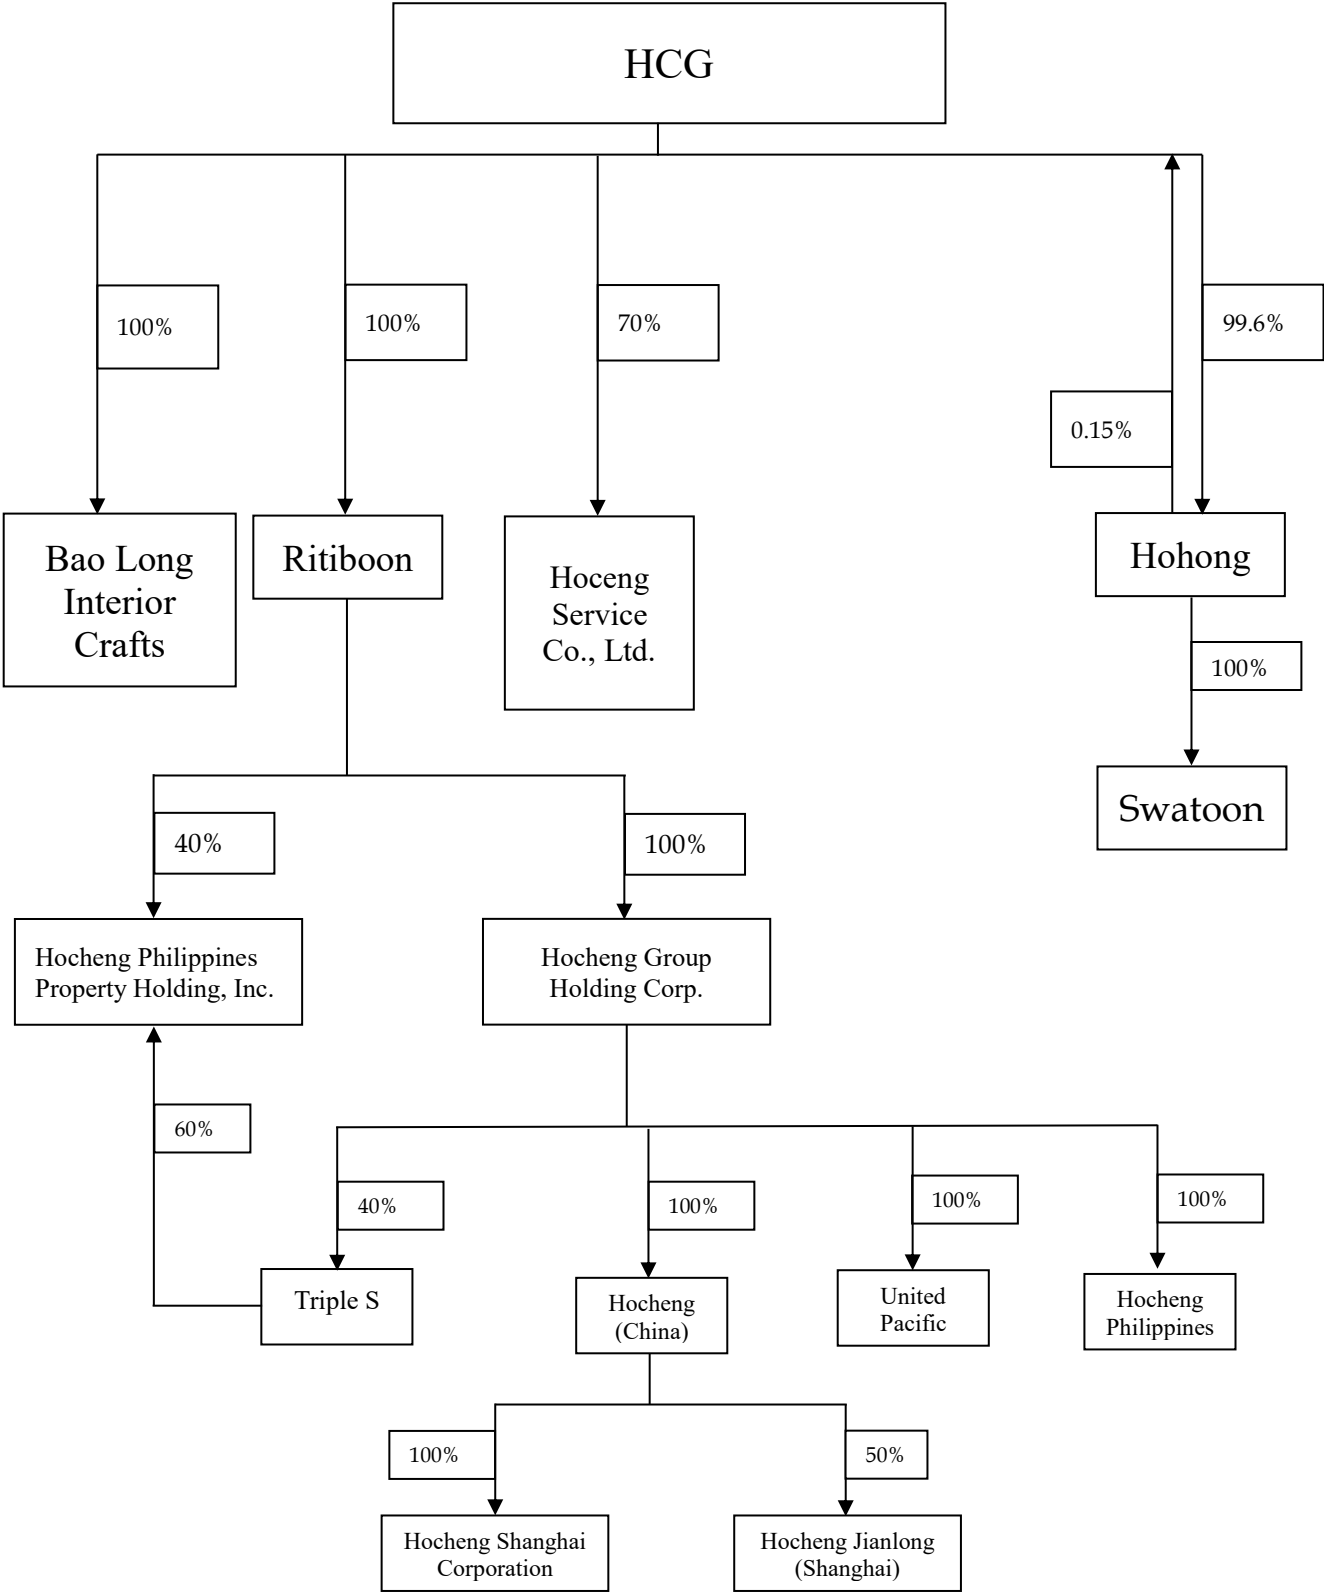 HCG
100%
100%
70%
99.6%
0.15%
Bao Long
Interior
Crafts
Ritiboon
Hoceng
Service
Co., Ltd.
Hohong
100%
Swatoon
40%
100%
Hocheng Philippines
Property Holding, Inc.
Hocheng Group
Holding Corp.
60%
40%
100%
100%
100%
Triple S
Hocheng
(China)
United
Pacific
Hocheng
Philippines
100%
50%
Hocheng Shanghai
Corporation
Hocheng Jianlong
(Shanghai)